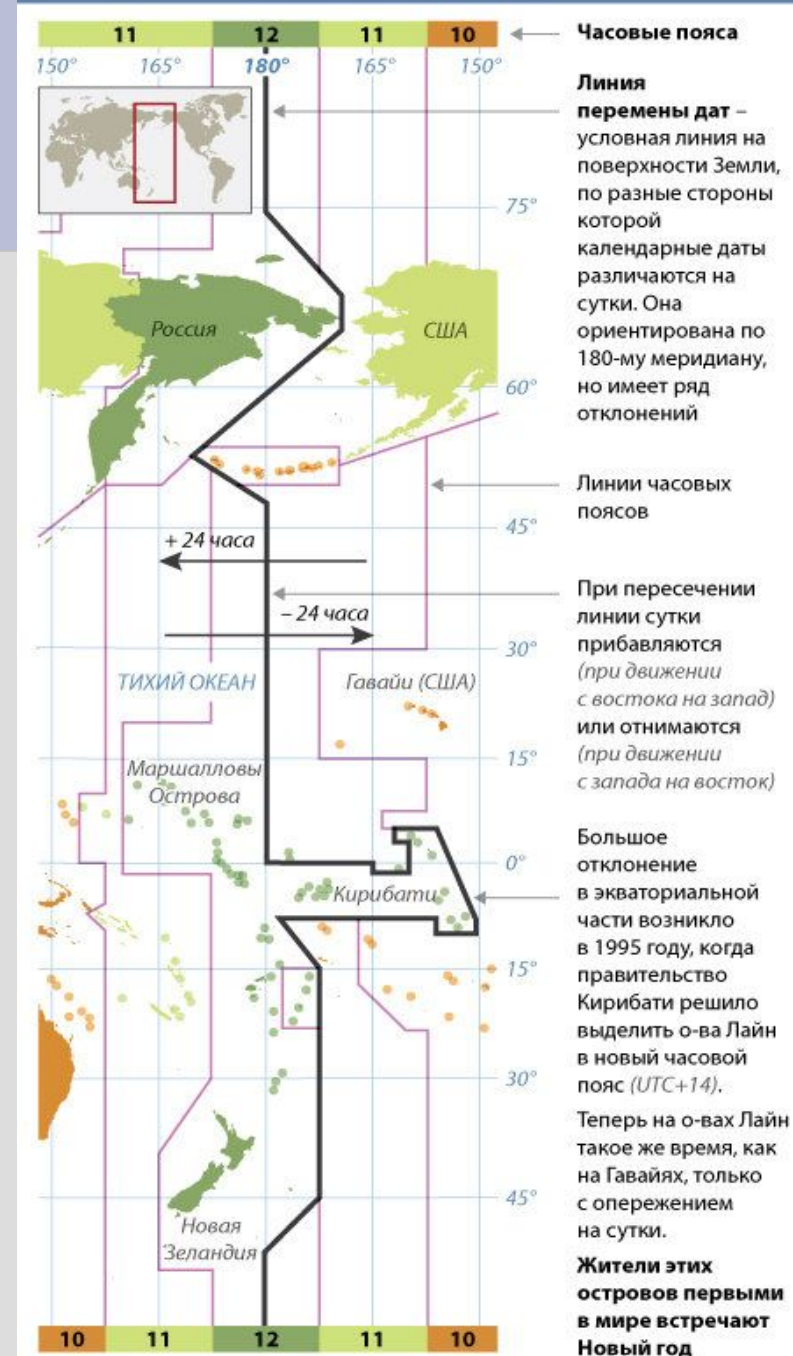 11 12 11 10
Часовые пояса
150° 165° 180° 165° 150°
Линия
перемены дат –
условная линия на
поверхности Земли,
по разные стороны
которой
календарные даты
различаются на
сутки. Она
ориентирована по
180-му меридиану,
но имеет ряд
отклонений
75°
Россия
США
60°
Линии часовых
поясов
45°
+ 24 часа
– 24 часа
При пересечении
линии сутки
прибавляются
(при движении
с востока на запад)
или отнимаются
(при движении
с запада на восток)
30°
ТИХИЙ ОКЕАН
Гавайи (США)
15°
Маршалловы
Острова
0°
Кирибати
Большое
отклонение
в экваториальной
части возникло
в 1995 году, когда
правительство
Кирибати решило
выделить о-ва Лайн
в новый часовой
пояс (UTC+14).
15°
30°
Теперь на о-вах Лайн
такое же время, как
на Гавайях, только
с опережением
на сутки.
45°
Новая
Зеландия
Жители этих
островов первыми
в мире встречают
Новый год
10 11 12 11 10